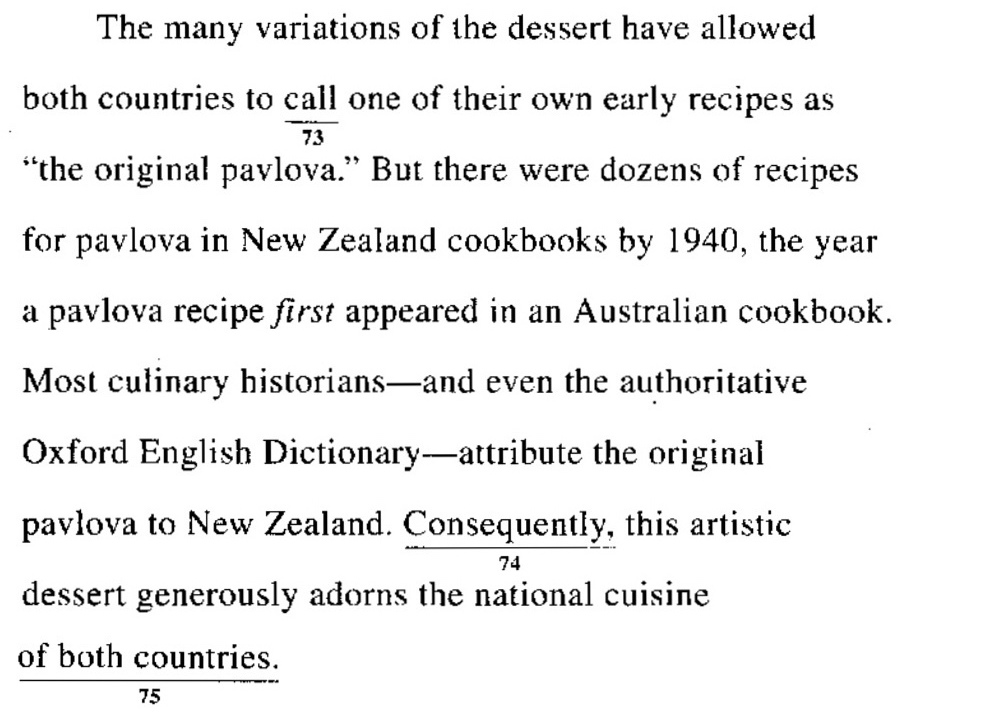 The many variations of the dessert have allowed
both countries to call one of their own early recipes as
73
“the original pavlova.” But there were dozens of recipes
for pavlova in New Zealand cookbooks by 1940, the year
a pavlova recipe first appeared in an Australian cookbook.
Most culinary historians—and even the authoritative
Oxford English Dictionary—attribute the original
pavlova to New Zealand. Consequently, this artistic
74
dessert generously adorns the national cuisine
of both countries.
75